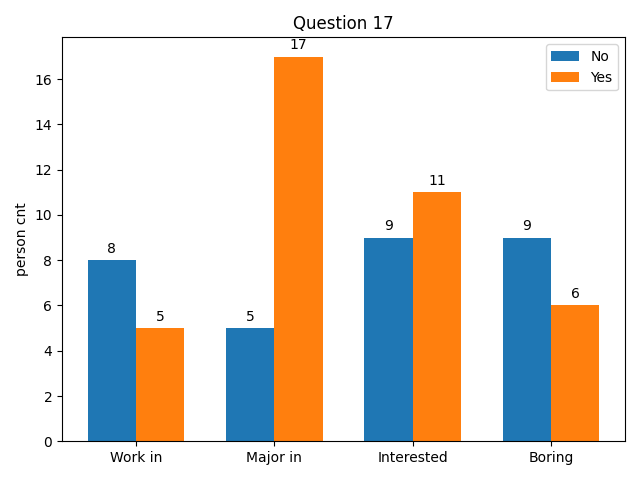 Question 17
No
Yes
person cnt
16
14
12
10
8
6
4
2
0
8
5
5
17
9
11
9
6
Work in
Major in
Interested
Boring